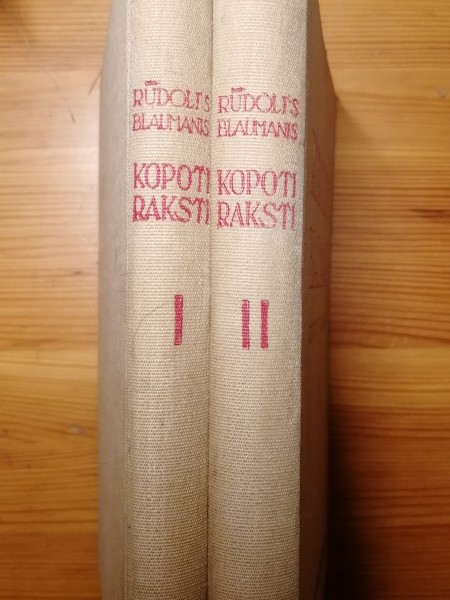 RŪDOLFS
BLAUMANIS
KOPOTI
RAKSTI
I
RŪDOLFS
BLAUMANIS
KOPOTI
RAKSTI
II